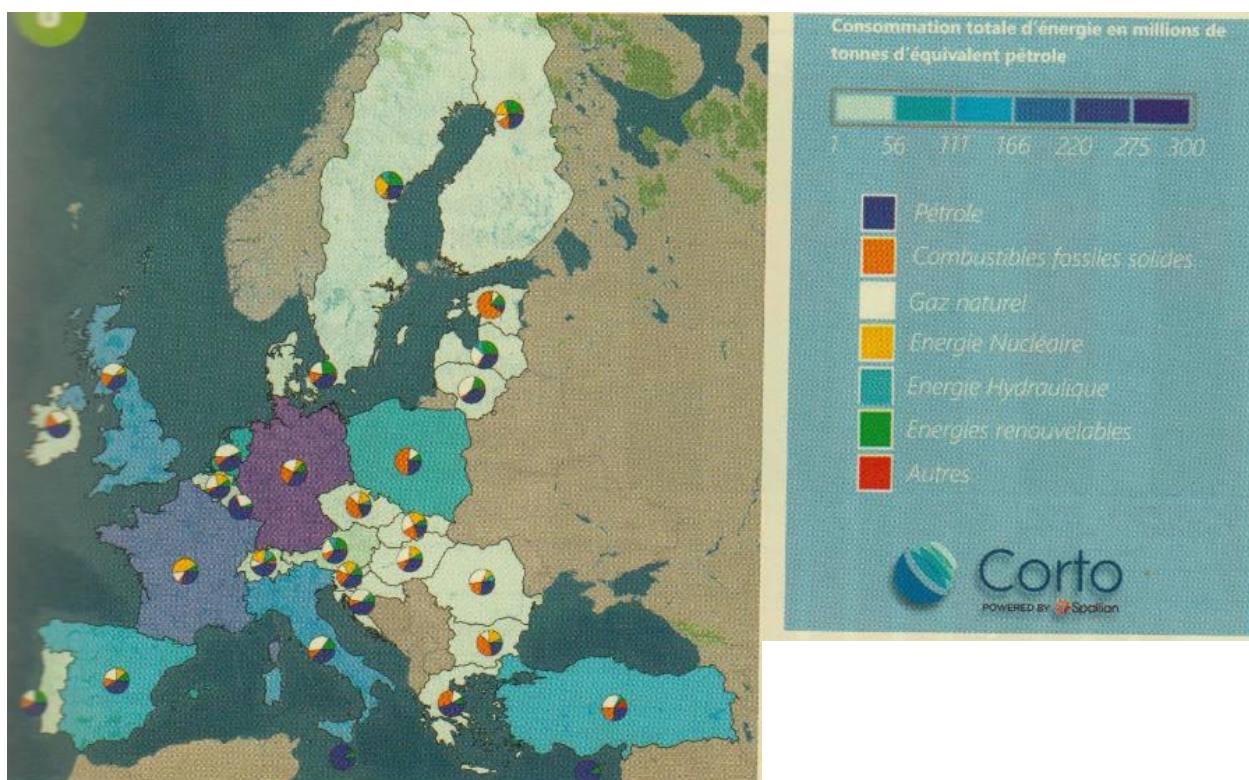 Consommation totale d'énergie en millions de
tonnes d'équivalent pétrole
1 56 111 166 220 275 300
Pétrole
Combustibles fossiles solides
Gaz naturel
Energie Nucléaire
Energie Hydraulique
Energies renouvelables
Autres
Corto
POWERED BY Spallian